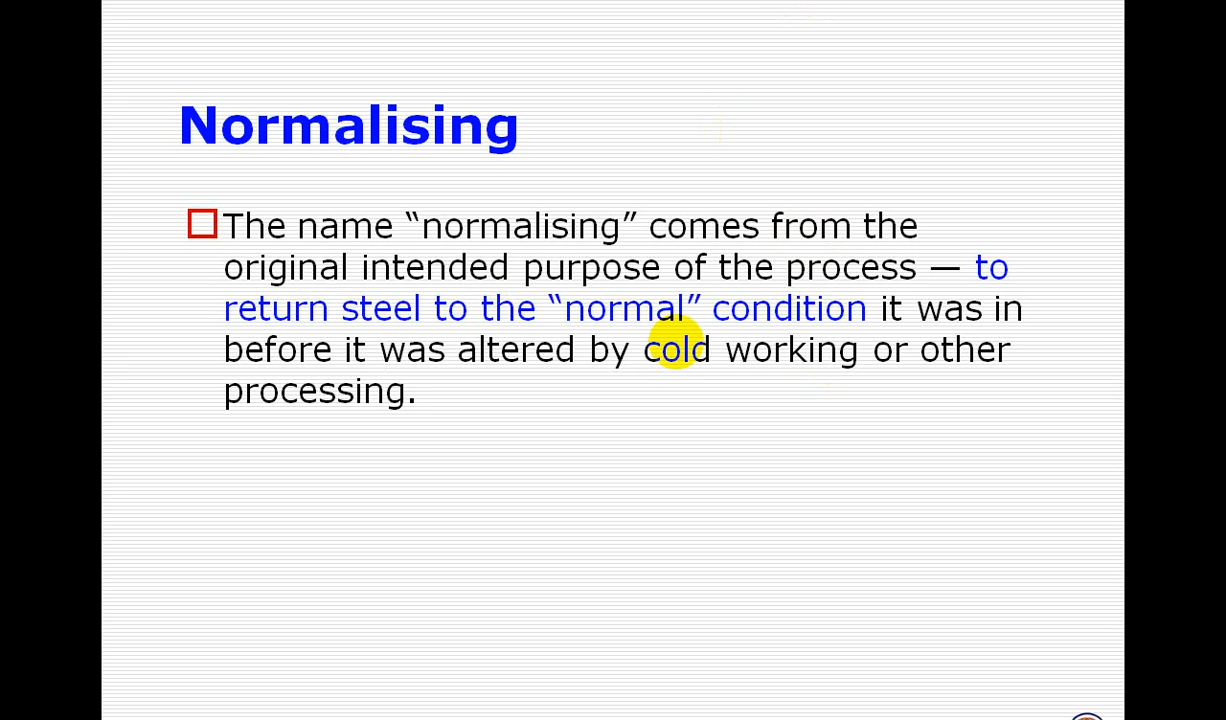 Normalising
The name “normalising” comes from the
original intended purpose of the process — to
return steel to the “normal” condition it was in
before it was altered by cold working or other
processing.